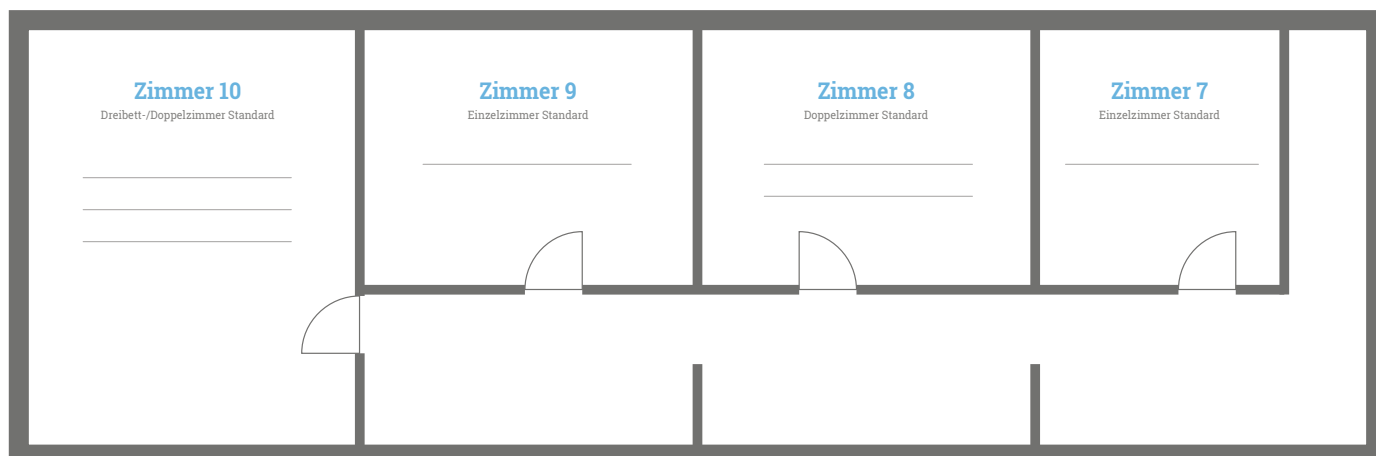 Zimmer 10
Dreibett-/Doppelzimmer Standard
Zimmer 9
Einzelzimmer Standard
Zimmer 8
Doppelzimmer Standard
Zimmer 7
Einzelzimmer Standard